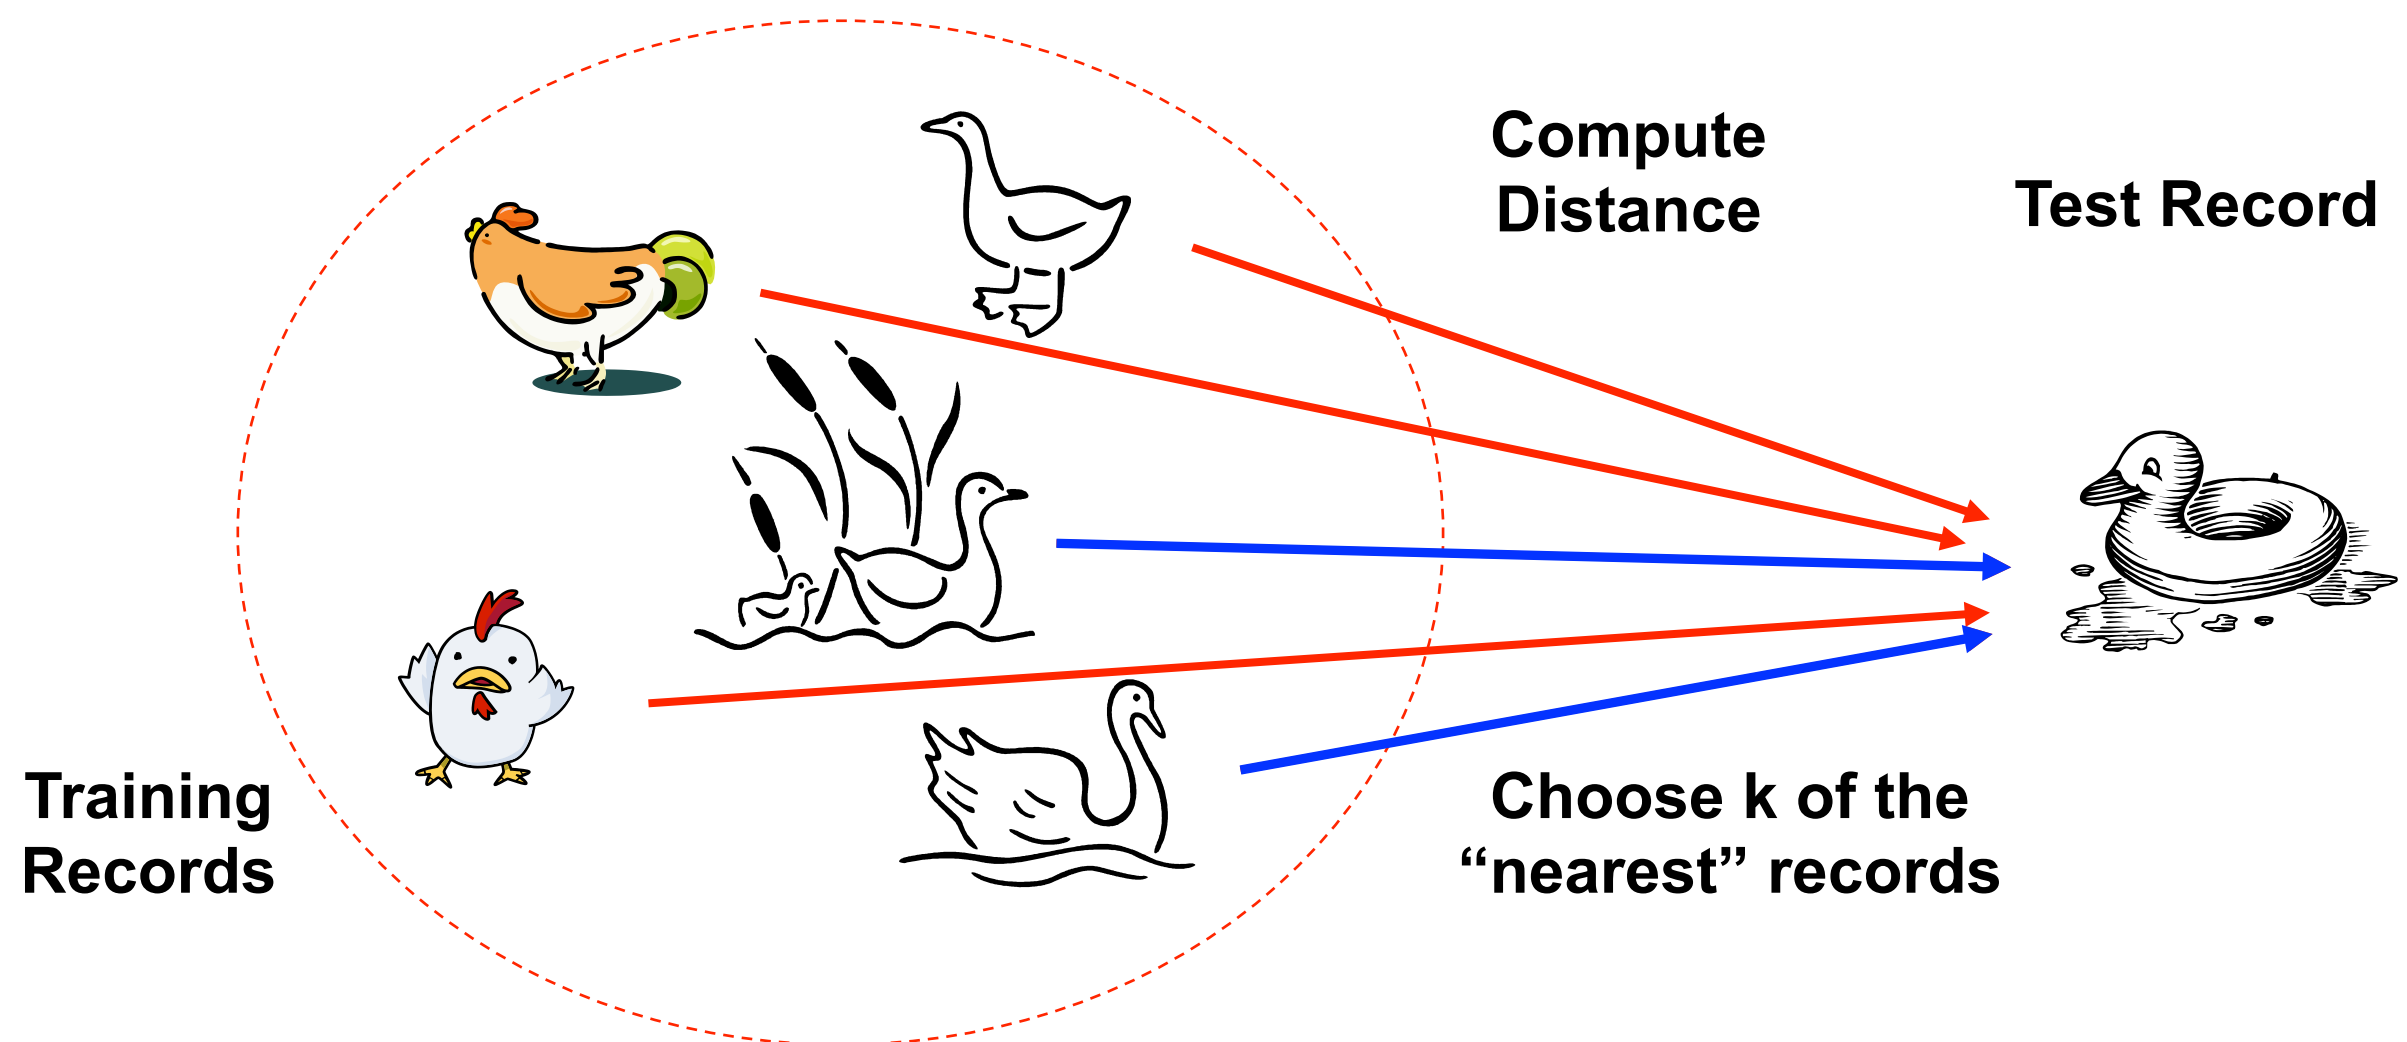 Compute
Distance
Test Record
Training
Records
Choose k of the
“nearest” records